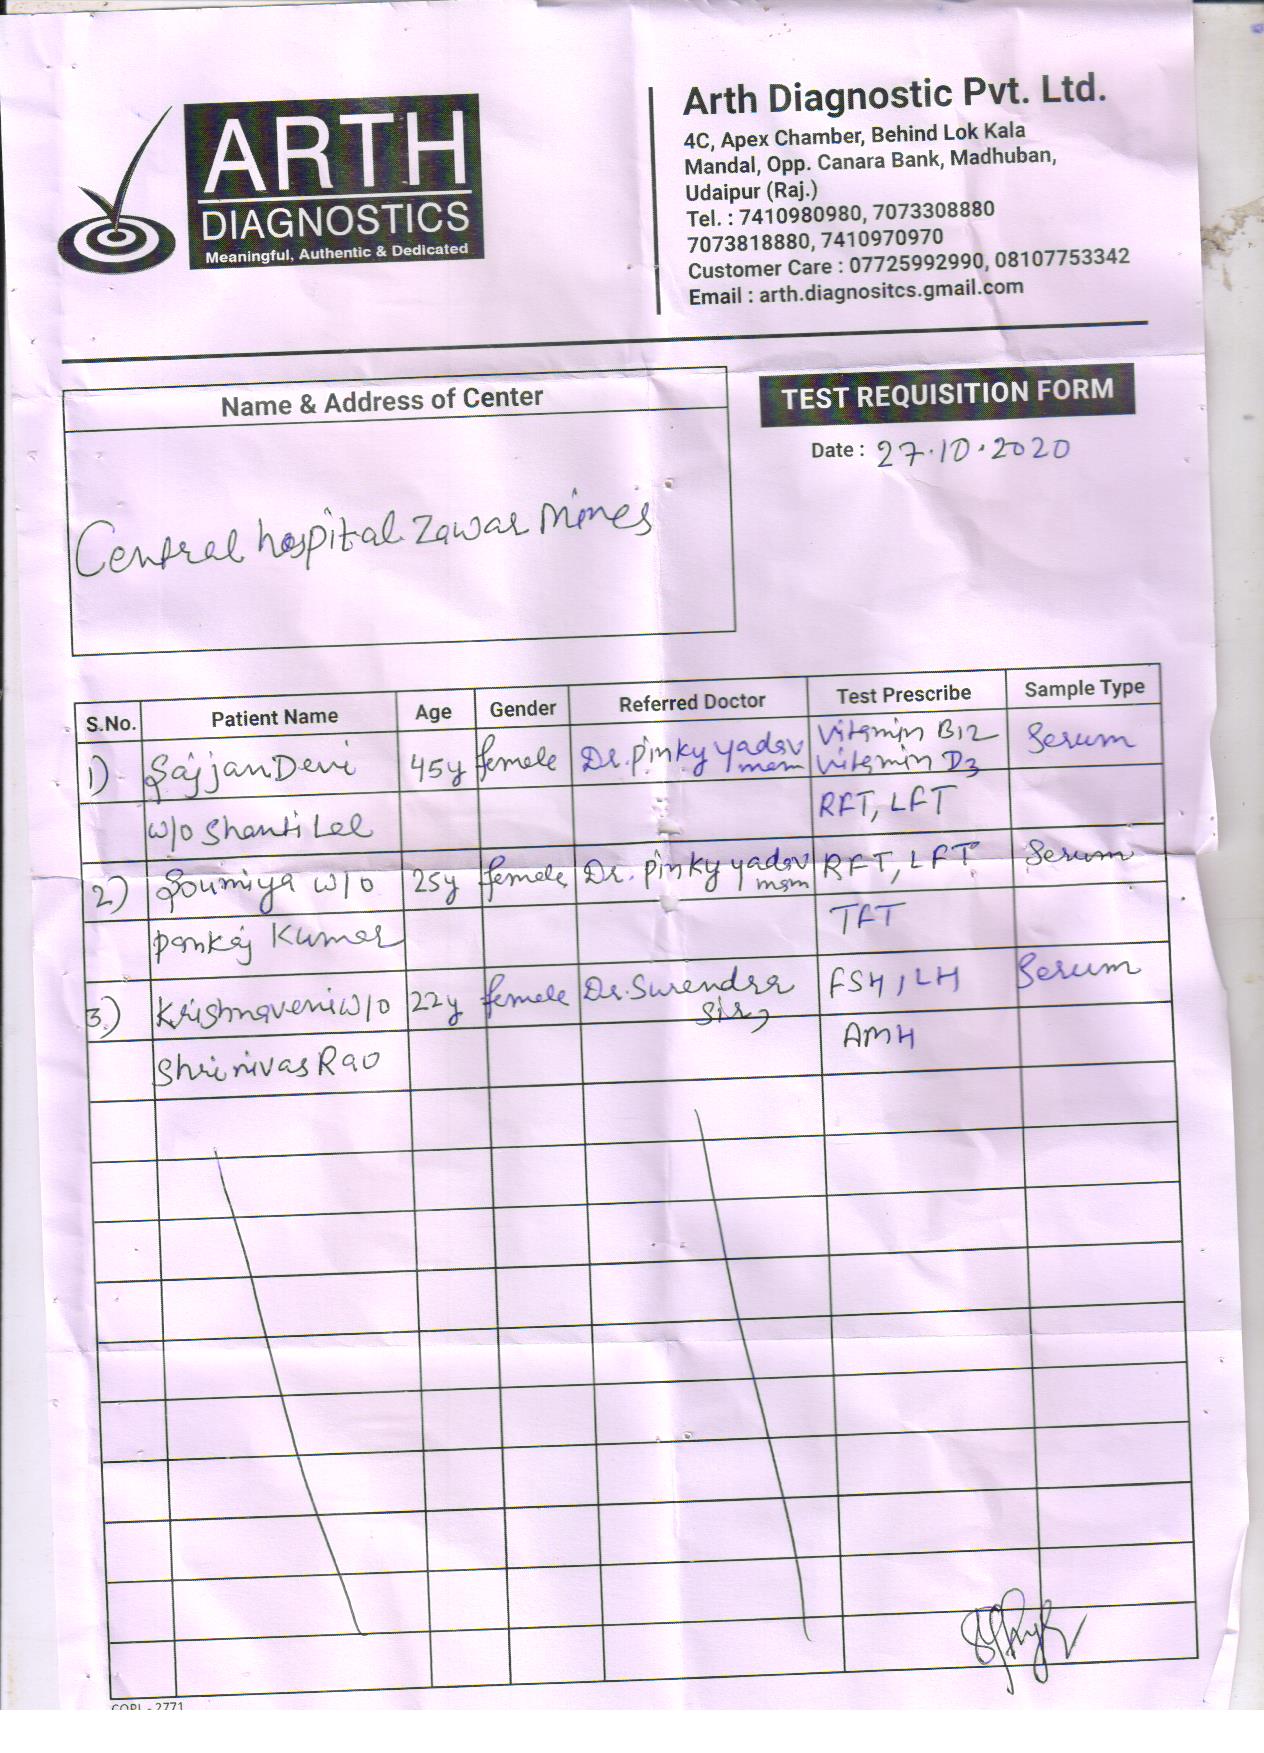 ARTH
DIAGNOSTICS
Meaningful, Authentic & Dedicated
Arth Diagnostic Pvt. Ltd.
4C, Apex Chamber, Behind Lok Kala
Mandal, Opp. Canara Bank, Madhuban,
Udaipur (Raj.)
Tel. : 7410980980, 7073308880
7073818880, 7410970970
Customer Care : 07725992990, 08107753342
Email : arth.diagnositcs.gmail.com
Name & Address of Center
Central hospital Zawar Mines
TEST REQUISITION FORM
Date : 27.10.2020
S.No. Patient Name Age Gender Referred Doctor Test Prescribe Sample Type
1) Sajjan Devi 45y female Dr. Pinky Yadav mam Vitamin B12 Vitamin D3 Serum
w/o Shanti Lal RFT, LFT
2) Soumiya w/o 25y female Dr. Pinky Yadav mam RFT, LFT Serum
Pankaj Kumar TFT
3) Krishnaveni w/o 22y female Dr. Surendra Sir FSH, LH Serum
Shrinivas Rao AMH
COPL - 2771